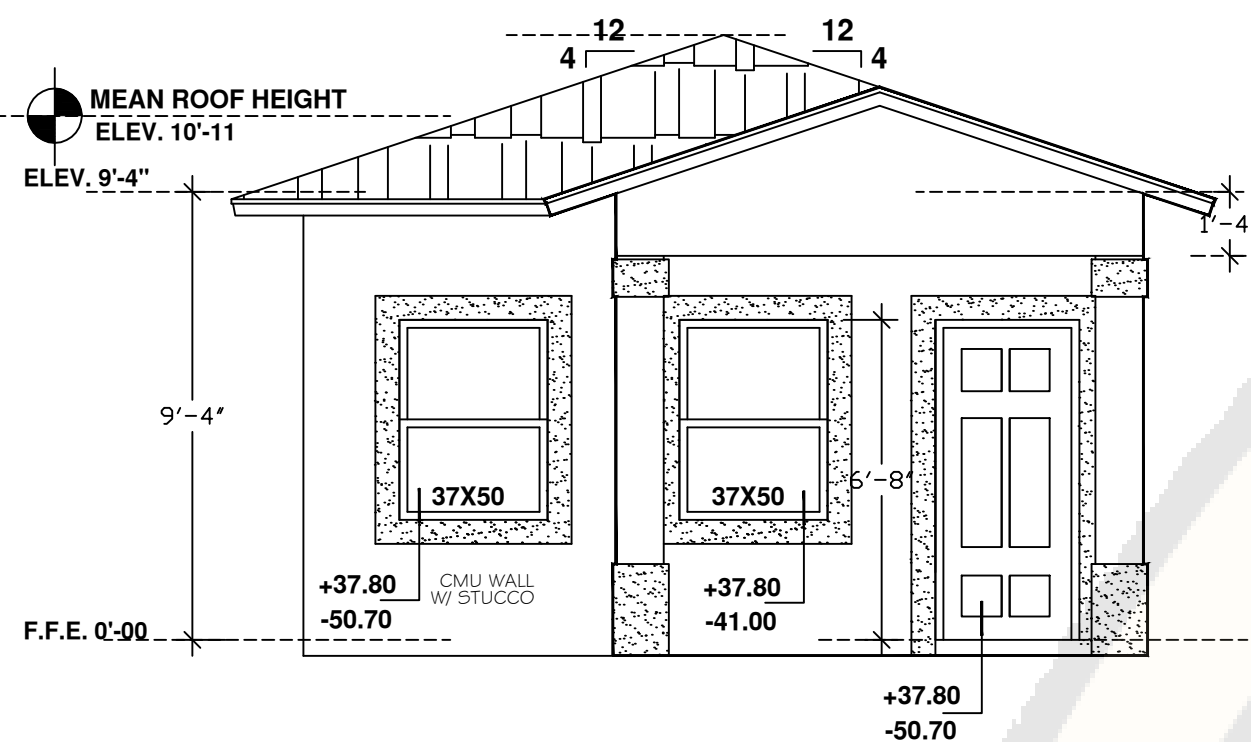 12
4
12
4
MEAN ROOF HEIGHT
ELEV. 10'-11
ELEV. 9'-4"
1'-4
9'-4"
6'-8"
37X50
37X50
+37.80
-50.70
CMU WALL
W/ STUCCO
+37.80
-41.00
F.F.E. 0'-00
+37.80
-50.70